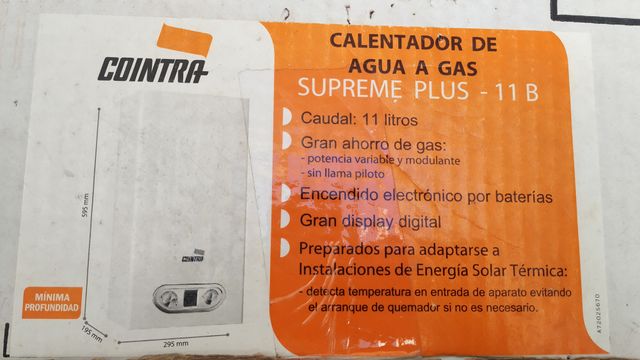 COINTRA
CALENTADOR DE
AGUA A GAS
SUPREME PLUS - 11 B
Caudal: 11 litros
Gran ahorro de gas:
- potencia variable y modulante
- sin llama piloto
Encendido electrónico por baterías
Gran display digital
Preparados para adaptarse a
Instalaciones de Energía Solar Térmica:
- detecta temperatura en entrada de aparato evitando
el arranque de quemador si no es necesario.
595 mm
COINTRA
MÍNIMA
PROFUNDIDAD
195 mm
295 mm
AT2025670